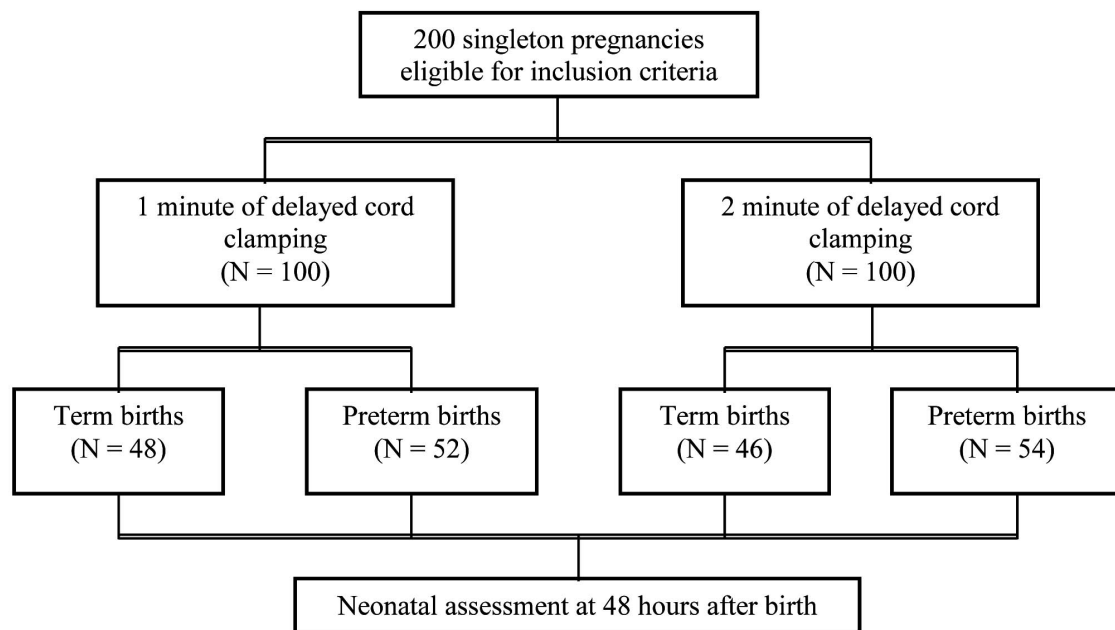 200 singleton pregnancies
eligible for inclusion criteria
1 minute of delayed cord
clamping
(N = 100)
2 minute of delayed cord
clamping
(N = 100)
Term births
(N = 48)
Preterm births
(N = 52)
Term births
(N = 46)
Preterm births
(N = 54)
Neonatal assessment at 48 hours after birth